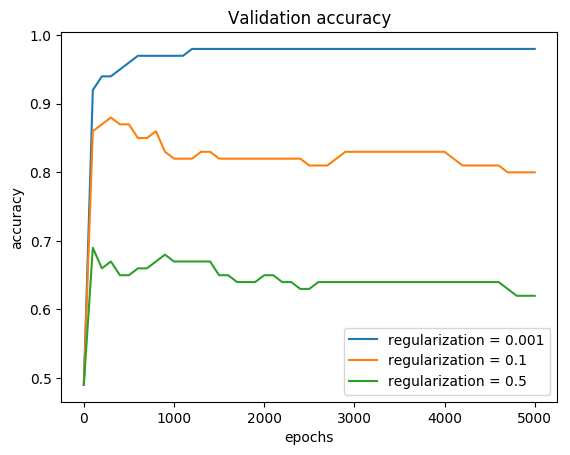 Validation accuracy
accuracy
1.0
0.9
0.8
0.7
0.6
0.5
regularization = 0.001
regularization = 0.1
regularization = 0.5
0 1000 2000 3000 4000 5000
epochs